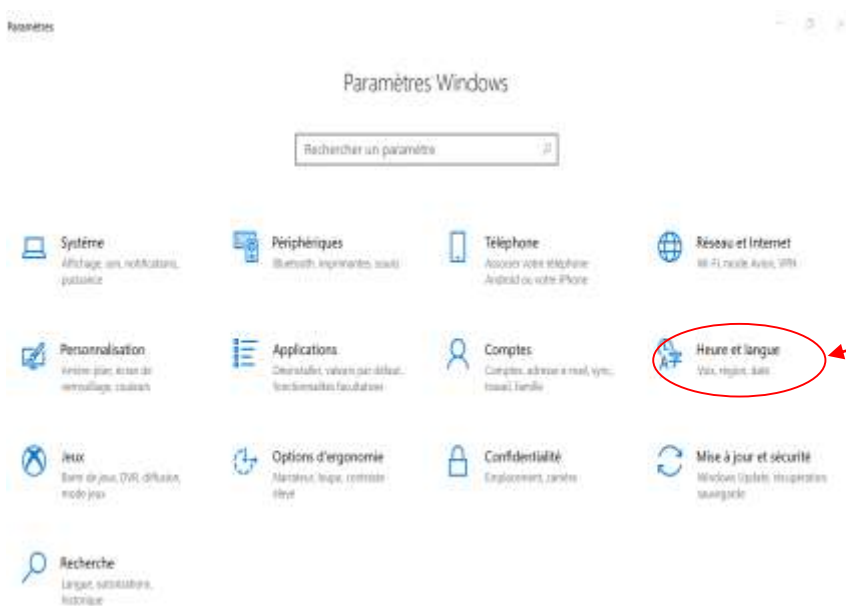 Paramètres
Paramètres Windows
Rechercher un paramètre
Système
Affichage, son, notifications,
puissance
Périphériques
Bluetooth, imprimantes, souris
Téléphone
Associer votre téléphone
Android ou votre iPhone
Réseau et Internet
Wi-Fi, mode Avion, VPN
Personnalisation
Arrière-plan, écran de
verrouillage, couleurs
Applications
Désinstaller, valeurs par défaut,
fonctionnalités facultatives
Comptes
Comptes, adresse e-mail, sync.,
travail, famille
Heure et langue
Voix, région, date
Jeux
Barre de jeux, DVR, diffusion,
mode jeux
Options d'ergonomie
Narrateur, loupe, contraste
élevé
Confidentialité
Emplacement, caméra
Mise à jour et sécurité
Windows Update, récupération
sauvegarde
Recherche
Langue, autorisations,
historique